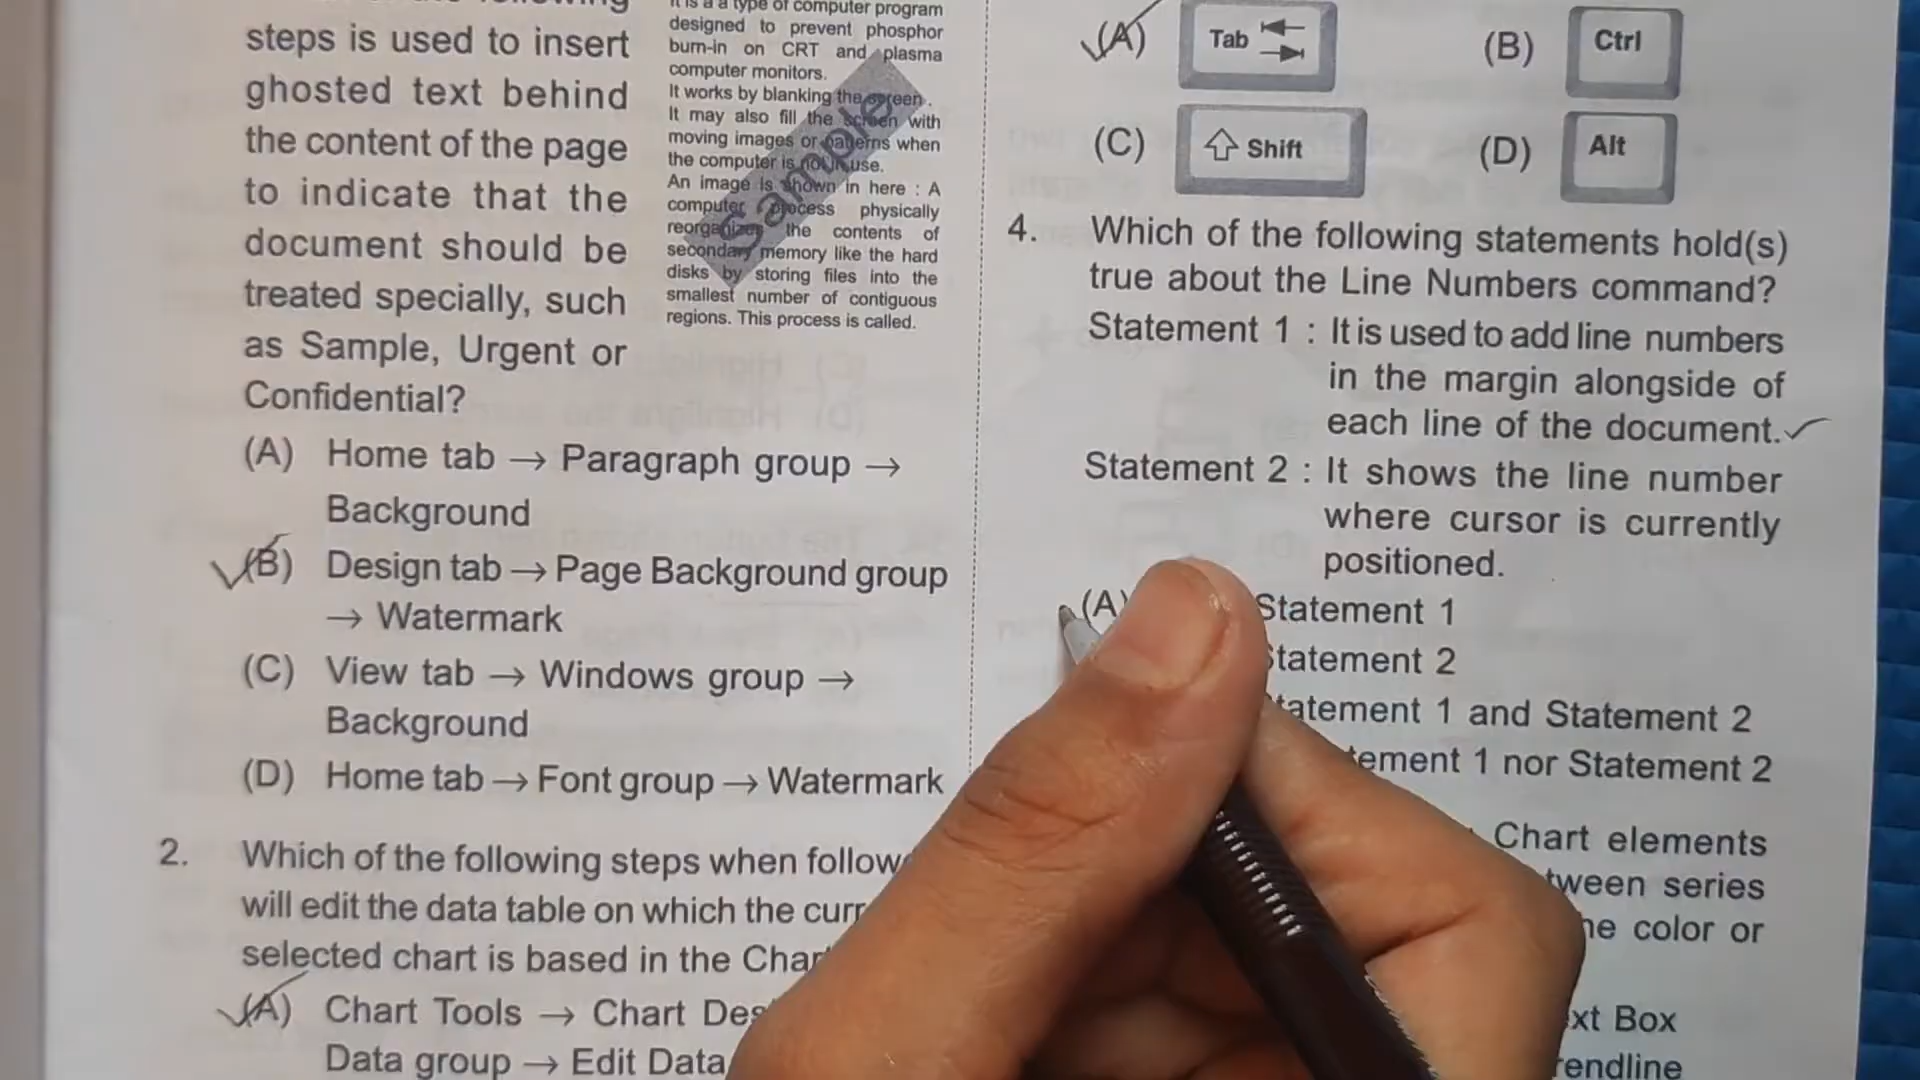 steps is used to insert
ghosted text behind
the content of the page
to indicate that the
document should be
treated specially, such
as Sample, Urgent or
Confidential?
It is a a type of computer program
designed to prevent phosphor
burn-in on CRT and plasma
computer monitors.
It works by blanking the screen .
It may also fill the screen with
moving images or patterns when
the computer is not in use.
An image is shown in here : A
computer process physically
reorganizes the contents of
secondary memory like the hard
disks by storing files into the
smallest number of contiguous
regions. This process is called.
Sample
(A) Home tab → Paragraph group →
Background
(B) Design tab → Page Background group
→ Watermark
(C) View tab → Windows group →
Background
(D) Home tab → Font group → Watermark
2. Which of the following steps when
will edit the data table on which the
selected chart is based in the
(A) Chart Tools → Chart
Data group → Edit Data
(A) Tab
(B) Ctrl
(C) Shift
(D) Alt
4. Which of the following statements hold(s)
true about the Line Numbers command?
Statement 1 : It is used to add line numbers
in the margin alongside of
each line of the document.
Statement 2 : It shows the line number
where cursor is currently
positioned.
(A) Statement 1
Statement 2
Statement 1 and Statement 2
1 nor Statement 2
Chart elements
series
color or
Box